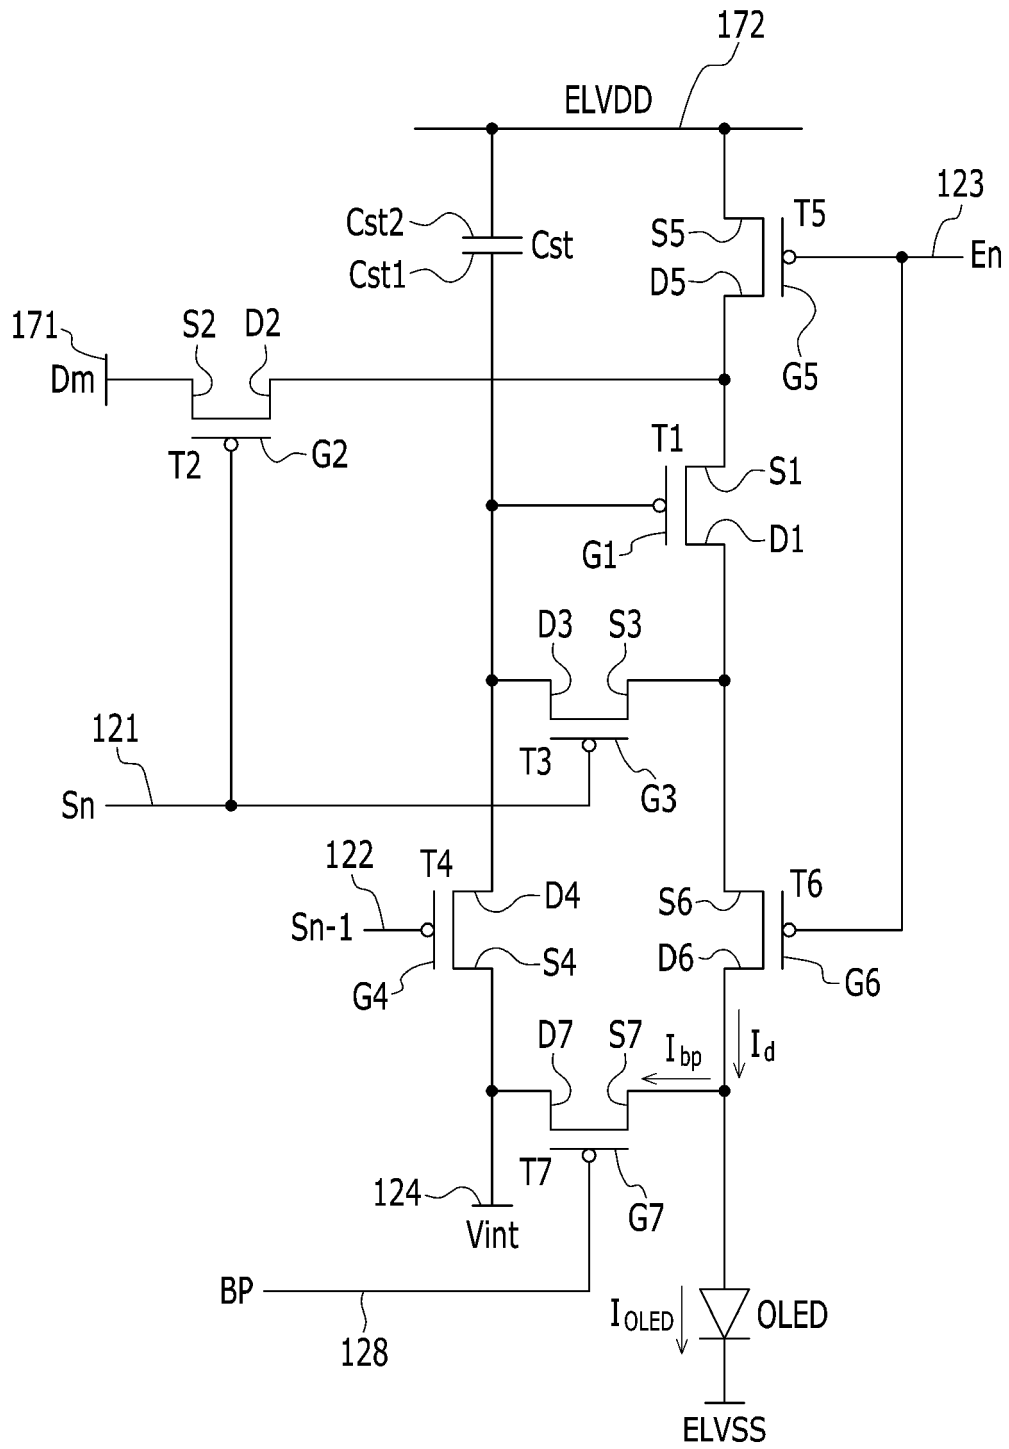 172
ELVDD
123
T5
Cst2
S5
Cst
En
Cst1
D5
171
S2
D2
Dm
G5
T1
T2
G2
S1
G1
D1
D3
S3
121
T3
Sn
G3
122
T4
T6
D4
S6
Sn-1
S4
D6
G4
G6
D7
S7
Ibp
Id
T7
124
G7
Vint
BP
IOLED
OLED
128
ELVSS